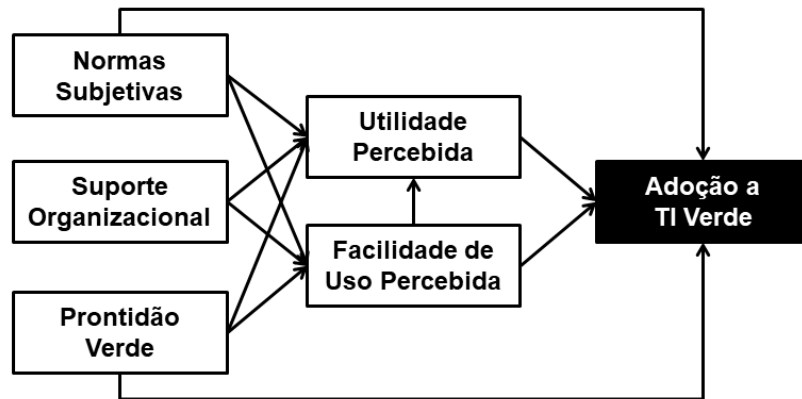 Normas
Subjetivas
Suporte
Organizacional
Prontidão
Verde
Utilidade
Percebida
Facilidade de
Uso Percebida
Adoção a
TI Verde